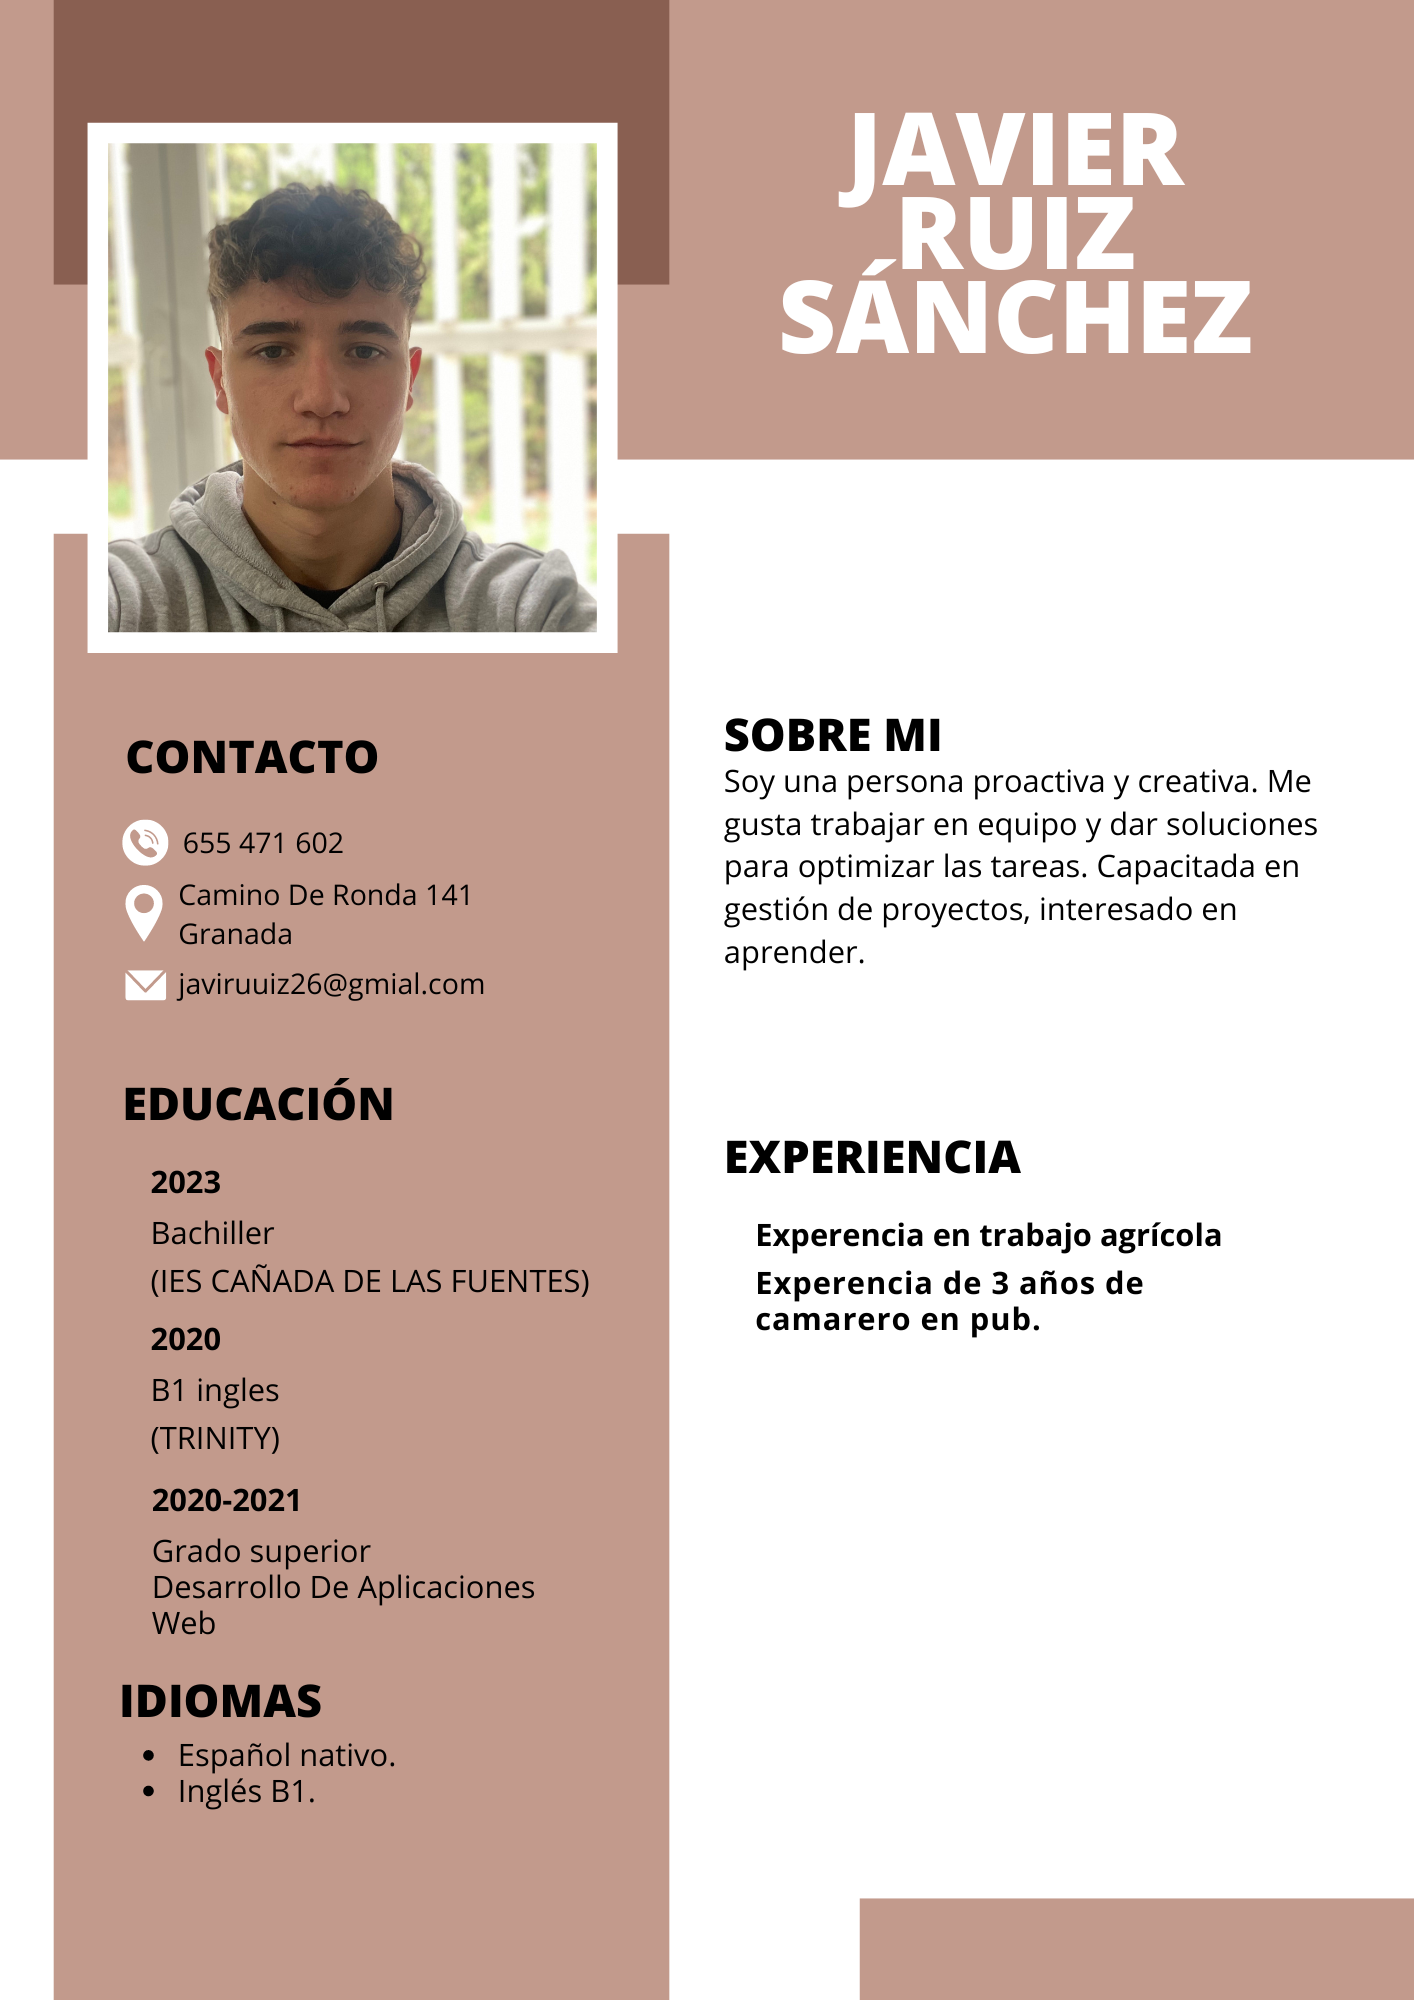 JAVIER
RUIZ
SÁNCHEZ
CONTACTO
655 471 602
Camino De Ronda 141
Granada
javiruuiz26@gmial.com
EDUCACIÓN
2023
Bachiller
(IES CAÑADA DE LAS FUENTES)
2020
B1 ingles
(TRINITY)
2020-2021
Grado superior
Desarrollo De Aplicaciones
Web
IDIOMAS
Español nativo.
Inglés B1.
SOBRE MI
Soy una persona proactiva y creativa. Me
gusta trabajar en equipo y dar soluciones
para optimizar las tareas. Capacitada en
gestión de proyectos, interesado en
aprender.
EXPERIENCIA
Experencia en trabajo agrícola
Experencia de 3 años de
camarero en pub.